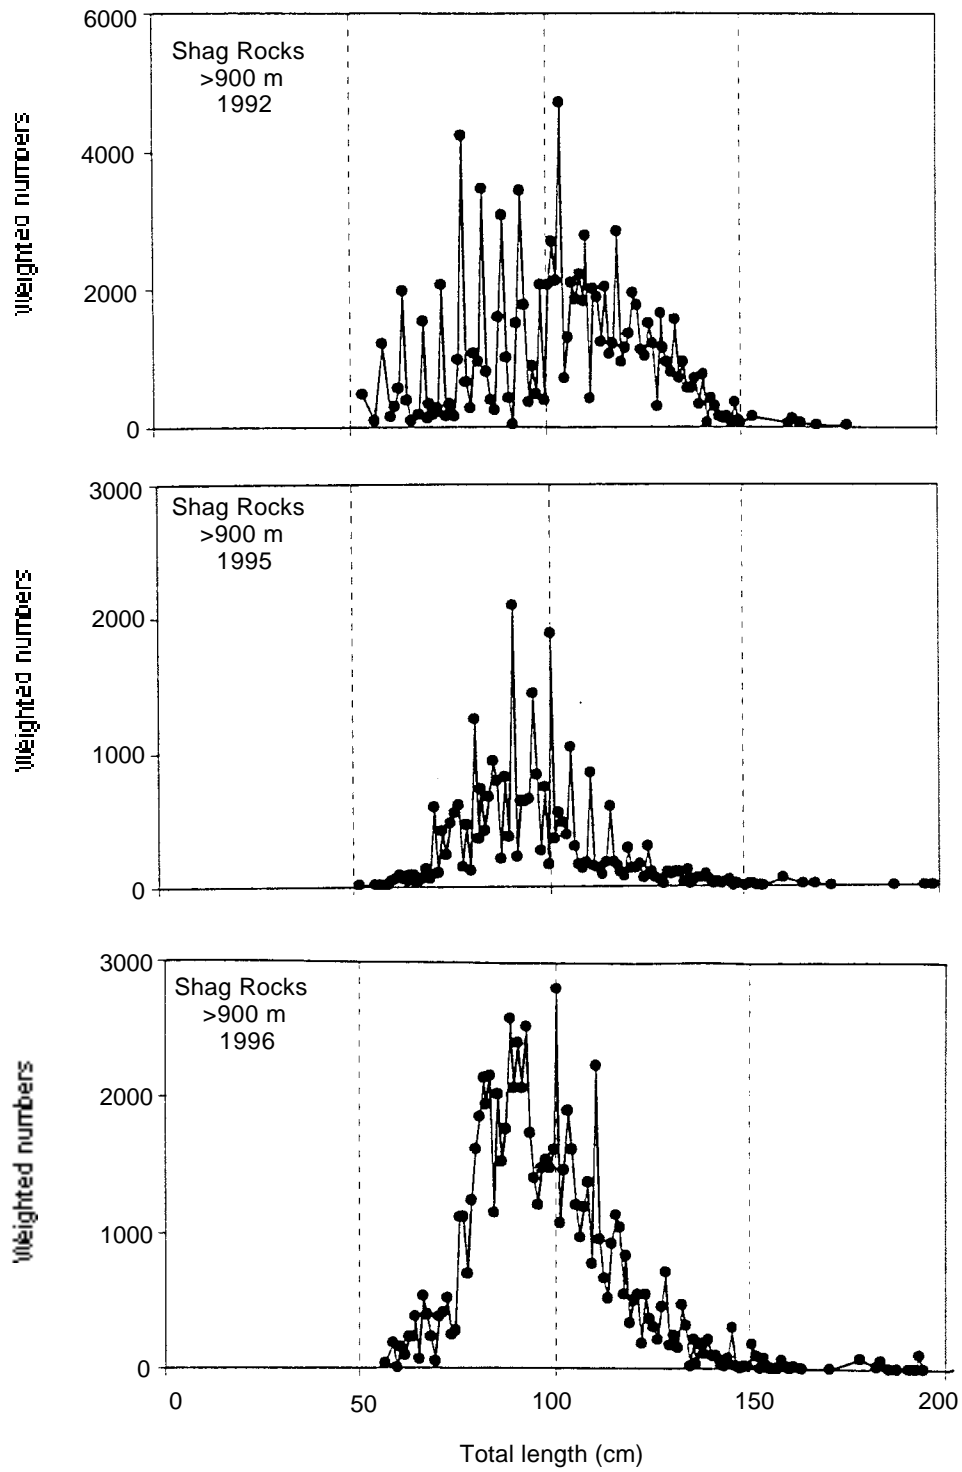 6000
Shag Rocks
>900 m
1992
4000
2000
0
Weighted numbers
3000
Shag Rocks
>900 m
1995
2000
1000
0
Weighted numbers
3000
Shag Rocks
>900 m
1996
2000
1000
0
Weighted numbers
0 50 100 150 200
Total length (cm)